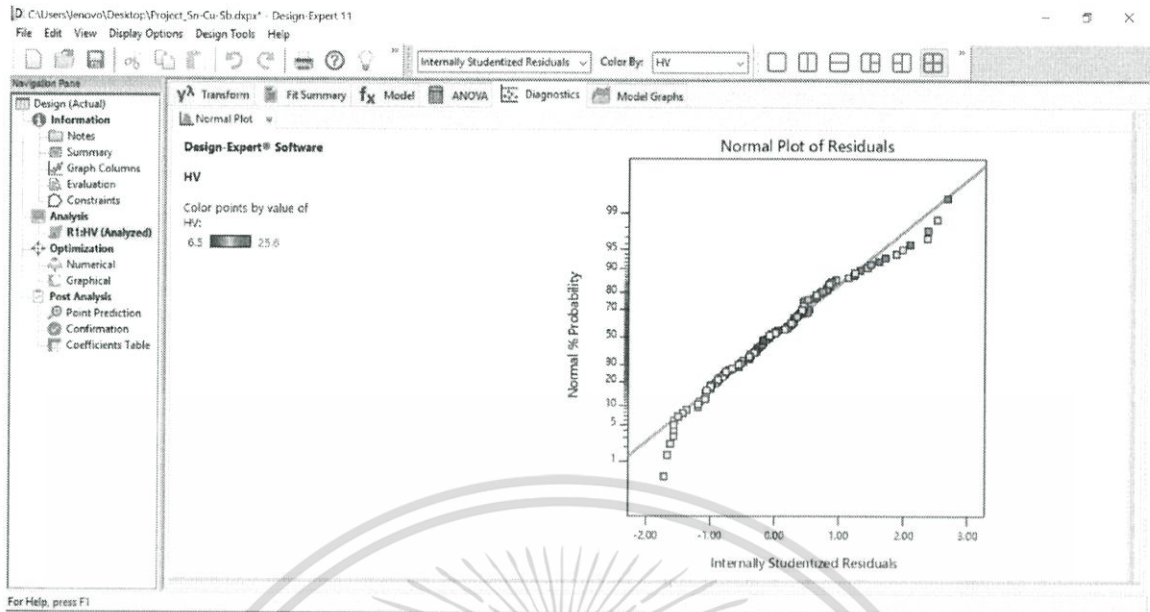 C:\Users\lenovo\Desktop\Project_Sn-Cu-Sb.dxpx* - Design-Expert 11
File Edit View Display Options Design Tools Help
Internally Studentized Residuals Color By: HV
Navigation Pane
Design (Actual)
Information
Notes
Summary
Graph Columns
Evaluation
Constraints
Analysis
R1:HV (Analyzed)
Optimization
Numerical
Graphical
Post Analysis
Point Prediction
Confirmation
Coefficients Table
yλ Transform Fit Summary fx Model ANOVA Diagnostics Model Graphs
Normal Plot
Design-Expert® Software
HV
Color points by value of
HV:
6.5 25.6
Normal Plot of Residuals
Normal % Probability
99
95
90
80
70
50
30
20
10
5
1
-2.00 -1.00 0.00 1.00 2.00 3.00
Internally Studentized Residuals
For Help, press F1